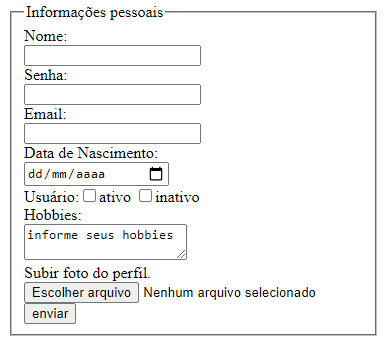 Informações pessoais
Nome:
Senha:
Email:
Data de Nascimento:
dd/mm/aaaa
Usuário: ativo inativo
Hobbies:
informe seus hobbies
Subir foto do perfil.
Escolher arquivo Nenhum arquivo selecionado
enviar